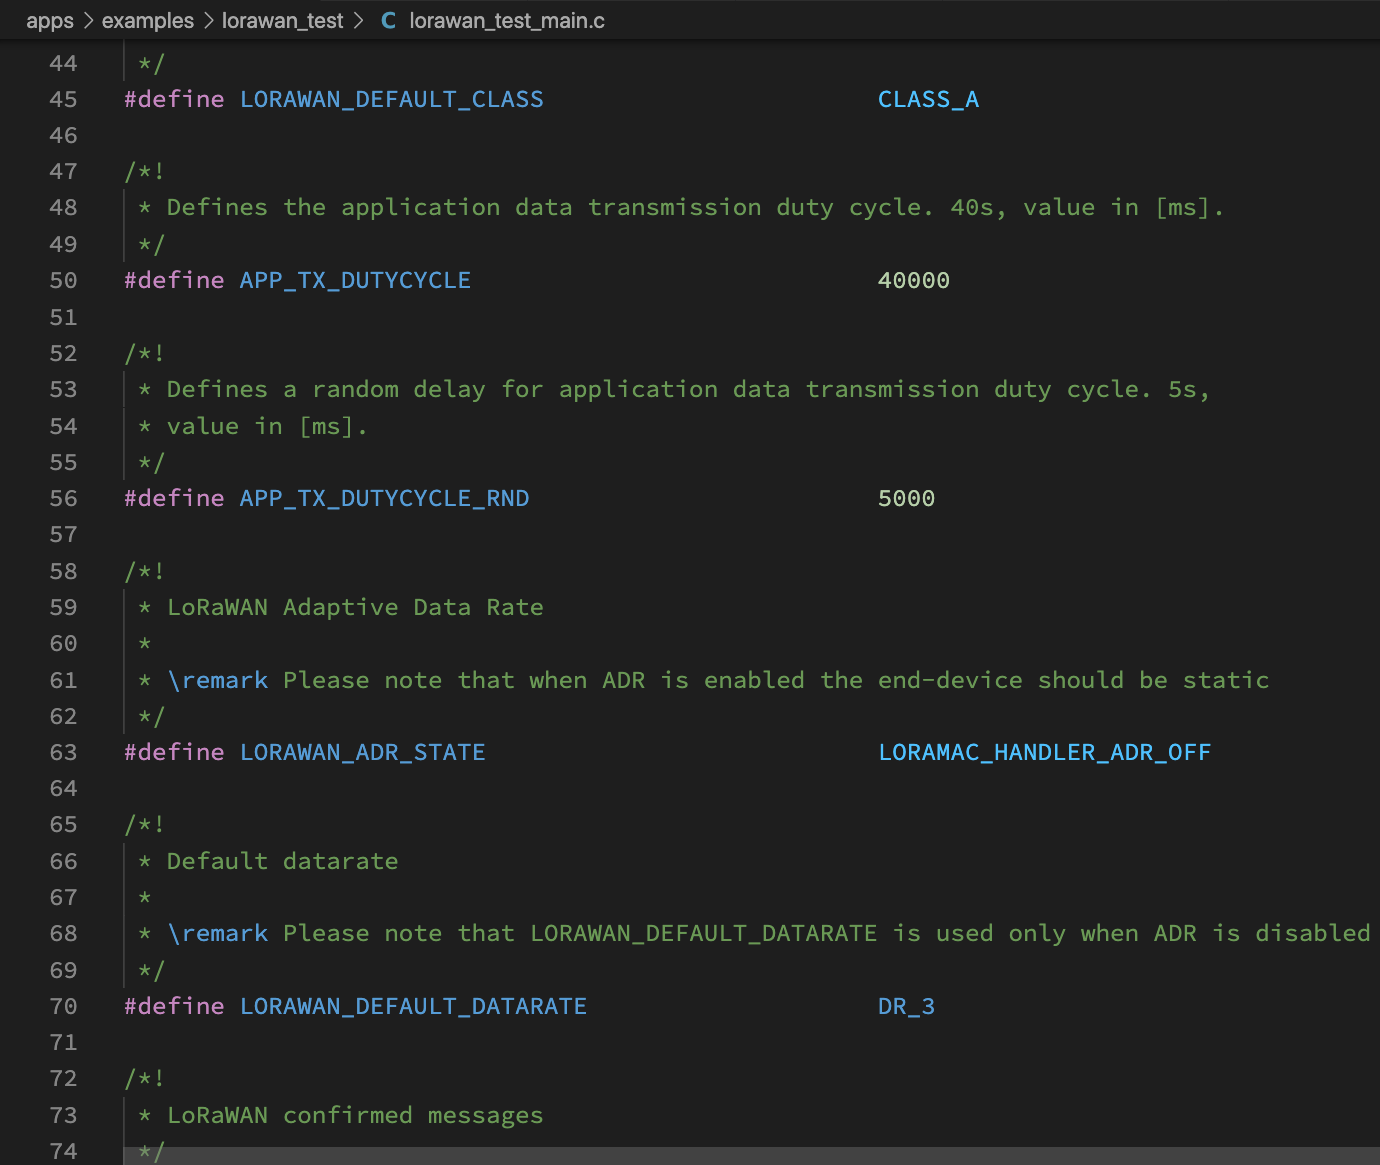 apps > examples > lorawan_test > C lorawan_test_main.c
44 */
45 #define LORAWAN_DEFAULT_CLASS CLASS_A
46
47 /*!
48 * Defines the application data transmission duty cycle. 40s, value in [ms].
49 */
50 #define APP_TX_DUTYCYCLE 40000
51
52 /*!
53 * Defines a random delay for application data transmission duty cycle. 5s,
54 * value in [ms].
55 */
56 #define APP_TX_DUTYCYCLE_RND 5000
57
58 /*!
59 * LoRaWAN Adaptive Data Rate
60 *
61 * \remark Please note that when ADR is enabled the end-device should be static
62 */
63 #define LORAWAN_ADR_STATE LORAMAC_HANDLER_ADR_OFF
64
65 /*!
66 * Default datarate
67 *
68 * \remark Please note that LORAWAN_DEFAULT_DATARATE is used only when ADR is disabled
69 */
70 #define LORAWAN_DEFAULT_DATARATE DR_3
71
72 /*!
73 * LoRaWAN confirmed messages
74 */